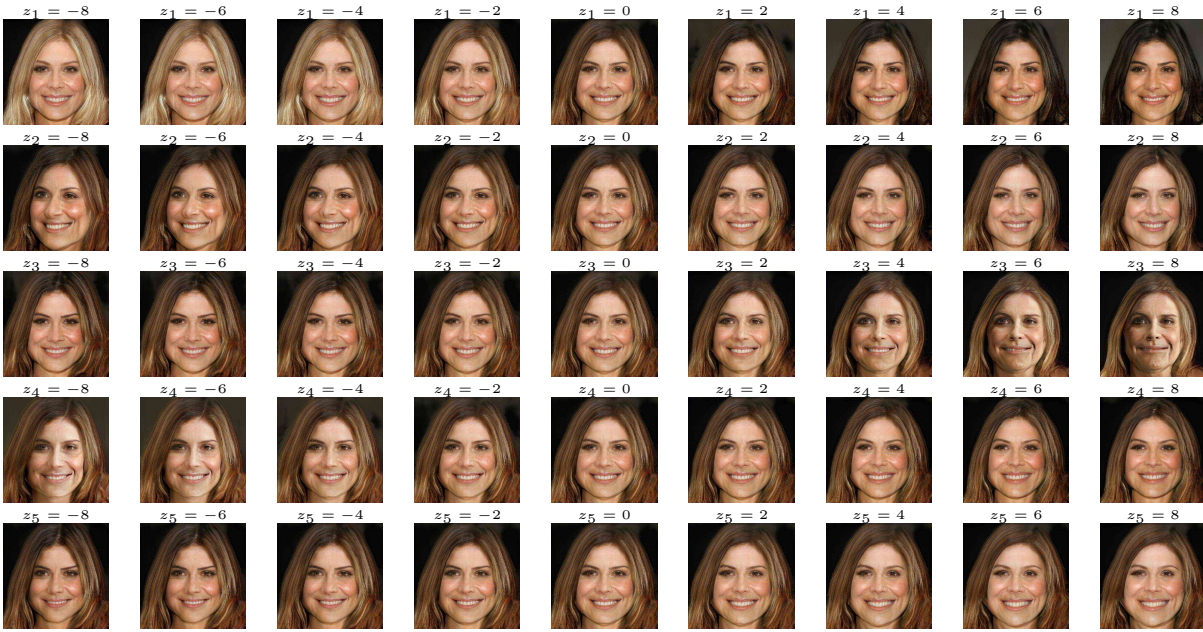 z₁ = −8 z₁ = −6 z₁ = −4 z₁ = −2 z₁ = 0 z₁ = 2 z₁ = 4 z₁ = 6 z₁ = 8
z₂ = −8 z₂ = −6 z₂ = −4 z₂ = −2 z₂ = 0 z₂ = 2 z₂ = 4 z₂ = 6 z₂ = 8
z₃ = −8 z₃ = −6 z₃ = −4 z₃ = −2 z₃ = 0 z₃ = 2 z₃ = 4 z₃ = 6 z₃ = 8
z₄ = −8 z₄ = −6 z₄ = −4 z₄ = −2 z₄ = 0 z₄ = 2 z₄ = 4 z₄ = 6 z₄ = 8
z₅ = −8 z₅ = −6 z₅ = −4 z₅ = −2 z₅ = 0 z₅ = 2 z₅ = 4 z₅ = 6 z₅ = 8